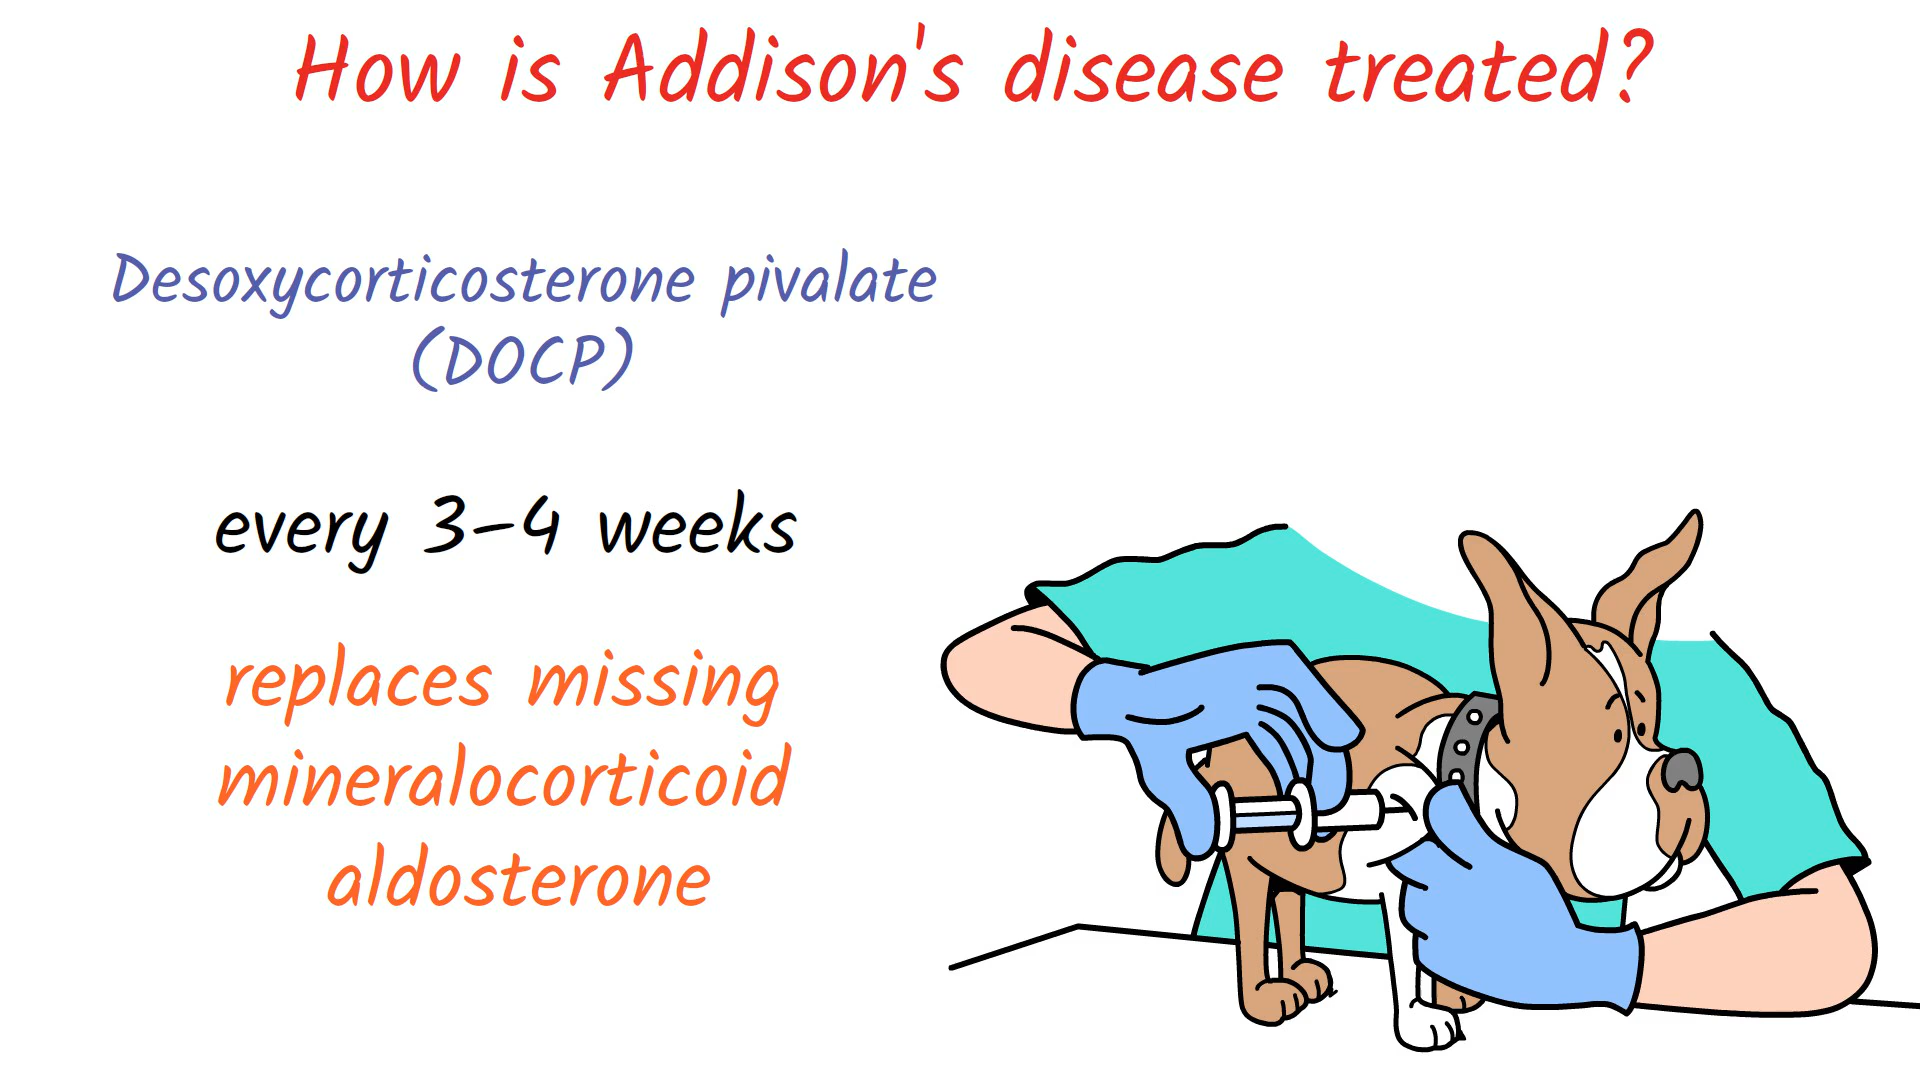 How is Addison's disease treated?
Desoxycorticosterone pivalate
(DOCP)
every 3–4 weeks
replaces missing
mineralocorticoid
aldosterone